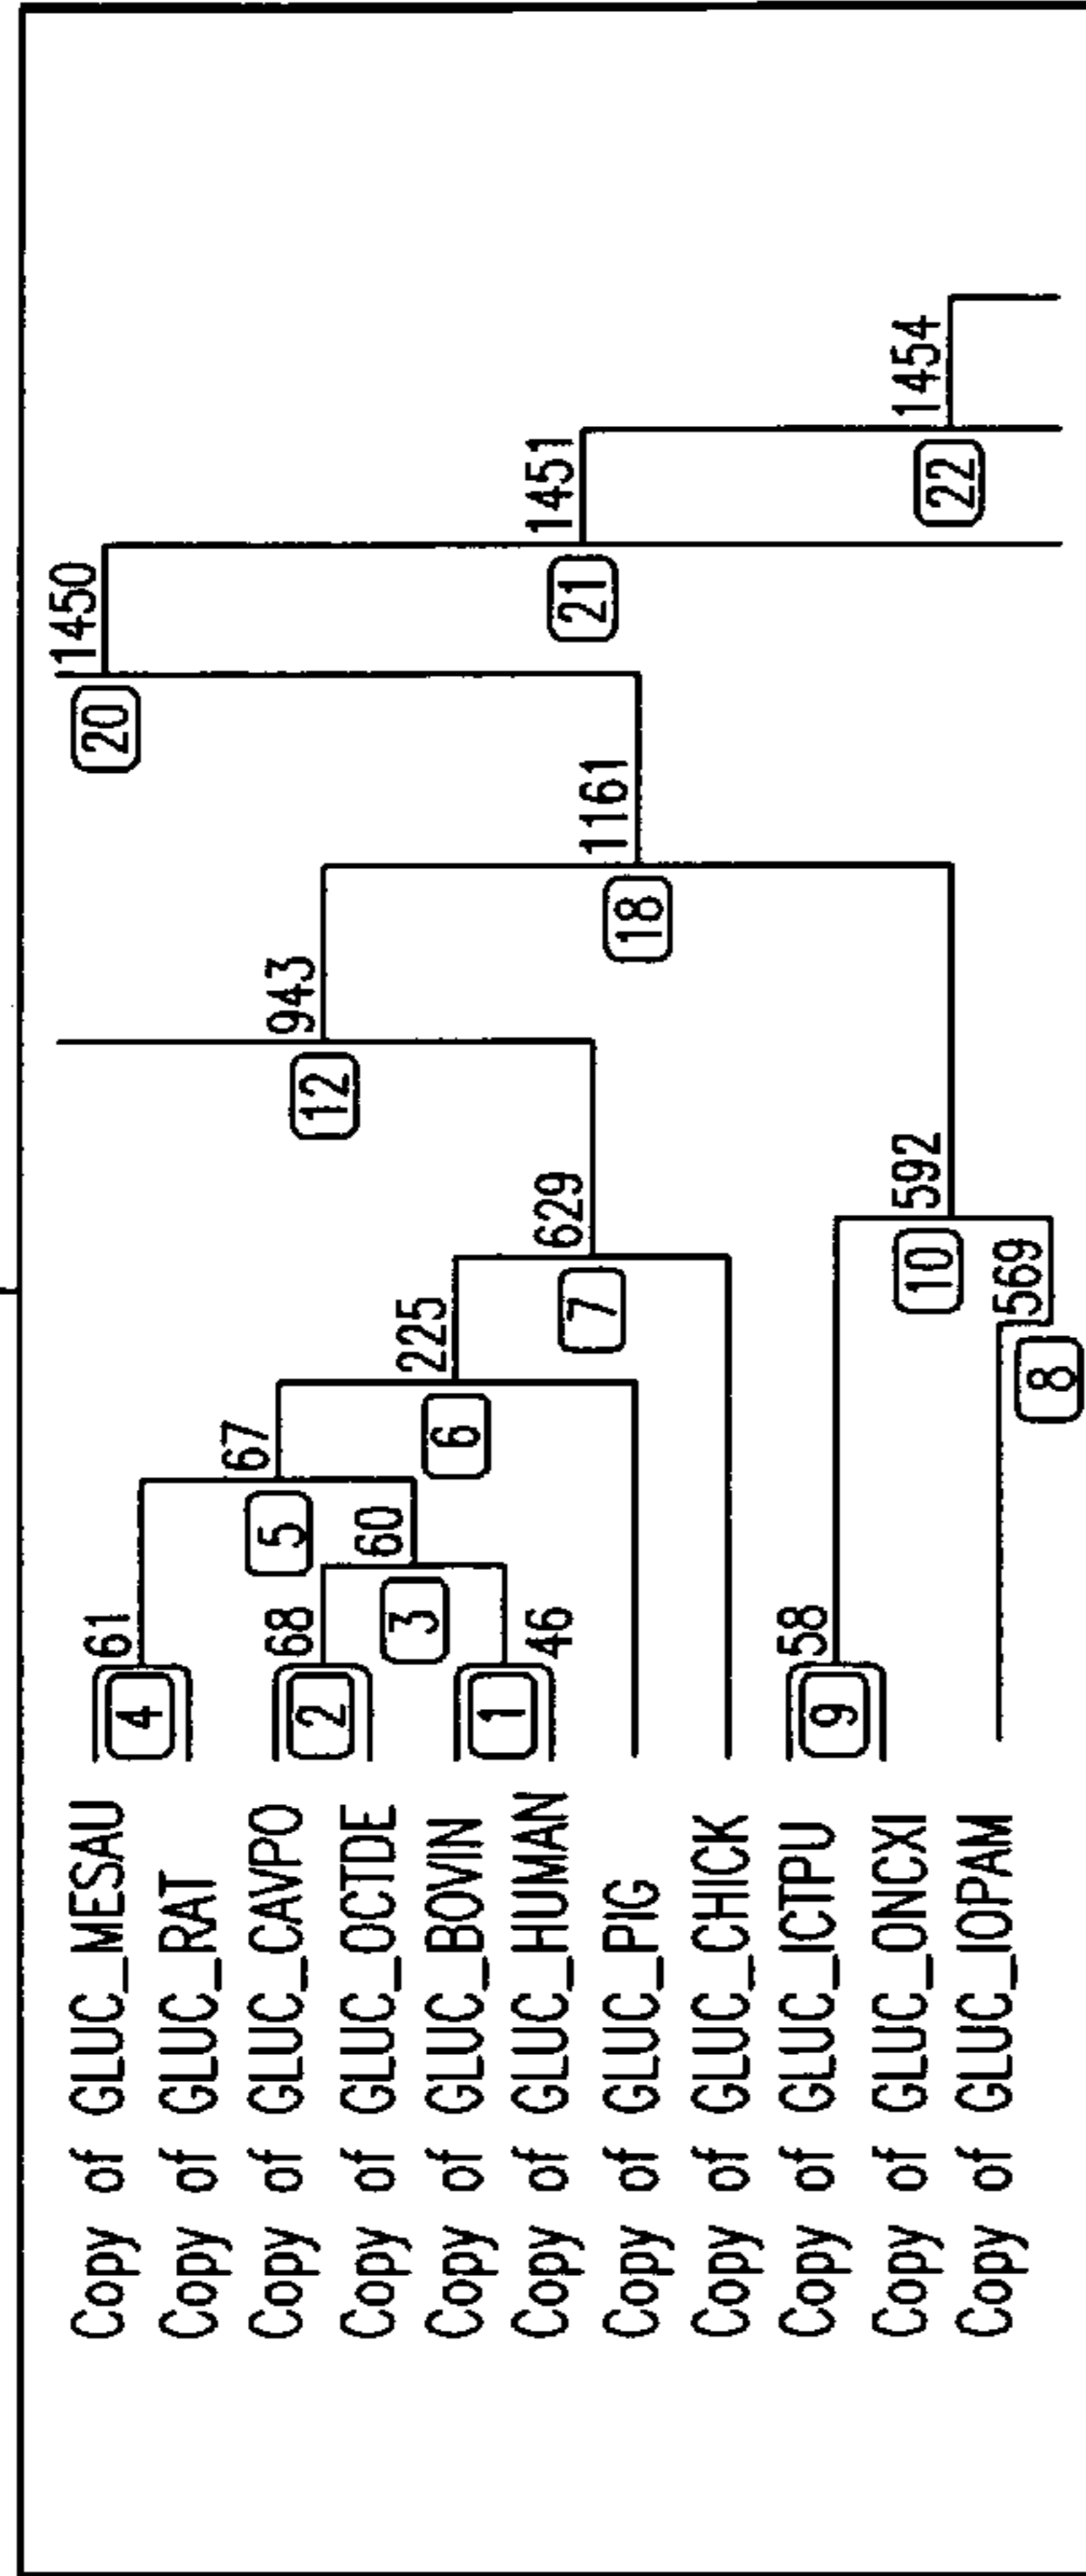 Copy of GLUC_MESAU
Copy of GLUC_RAT
Copy of GLUC_CAVPO
Copy of GLUC_OCTDE
Copy of GLUC_BOVIN
Copy of GLUC_HUMAN
Copy of GLUC_PIG
Copy of GLUC_CHICK
Copy of GLUC_ICTPU
Copy of GLUC_ONCXI
Copy of GLUC_IOPAM
4 61
2 68
1 46
9 58
3 60
5 67
6 225
8 569
7 629
10 592
12 943
18 1161
20 1450
21 1451
22 1454